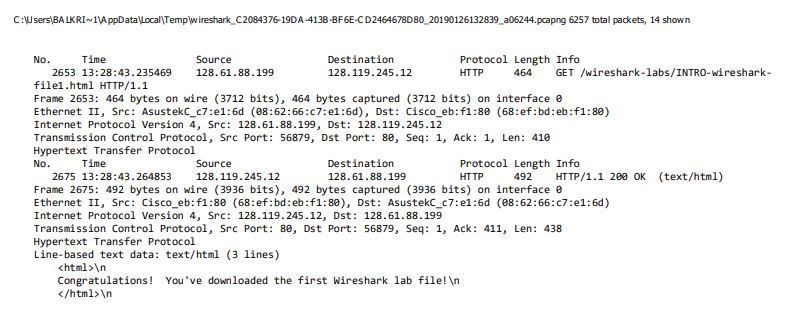 C:\Users\BALKRI~1\AppData\Local\Temp\wireshark_C2084376-19DA-413B-BF6E-CD2464678D80_20190126132839_a06244.pcapng 6257 total packets, 14 shown
No. Time Source Destination Protocol Length Info
2653 13:28:43.235469 128.61.88.199 128.119.245.12 HTTP 464 GET /wireshark-labs/INTRO-wireshark-
file1.html HTTP/1.1
Frame 2653: 464 bytes on wire (3712 bits), 464 bytes captured (3712 bits) on interface 0
Ethernet II, Src: AsustekC_c7:e1:6d (08:62:66:c7:e1:6d), Dst: Cisco_eb:f1:80 (68:ef:bd:eb:f1:80)
Internet Protocol Version 4, Src: 128.61.88.199, Dst: 128.119.245.12
Transmission Control Protocol, Src Port: 56879, Dst Port: 80, Seq: 1, Ack: 1, Len: 410
Hypertext Transfer Protocol
No. Time Source Destination Protocol Length Info
2675 13:28:43.264853 128.119.245.12 128.61.88.199 HTTP 492 HTTP/1.1 200 OK (text/html)
Frame 2675: 492 bytes on wire (3936 bits), 492 bytes captured (3936 bits) on interface 0
Ethernet II, Src: Cisco_eb:f1:80 (68:ef:bd:eb:f1:80), Dst: AsustekC_c7:e1:6d (08:62:66:c7:e1:6d)
Internet Protocol Version 4, Src: 128.119.245.12, Dst: 128.61.88.199
Transmission Control Protocol, Src Port: 80, Dst Port: 56879, Seq: 1, Ack: 411, Len: 438
Hypertext Transfer Protocol
Line-based text data: text/html (3 lines)
<html>\n
Congratulations! You've downloaded the first Wireshark lab file!\n
</html>\n